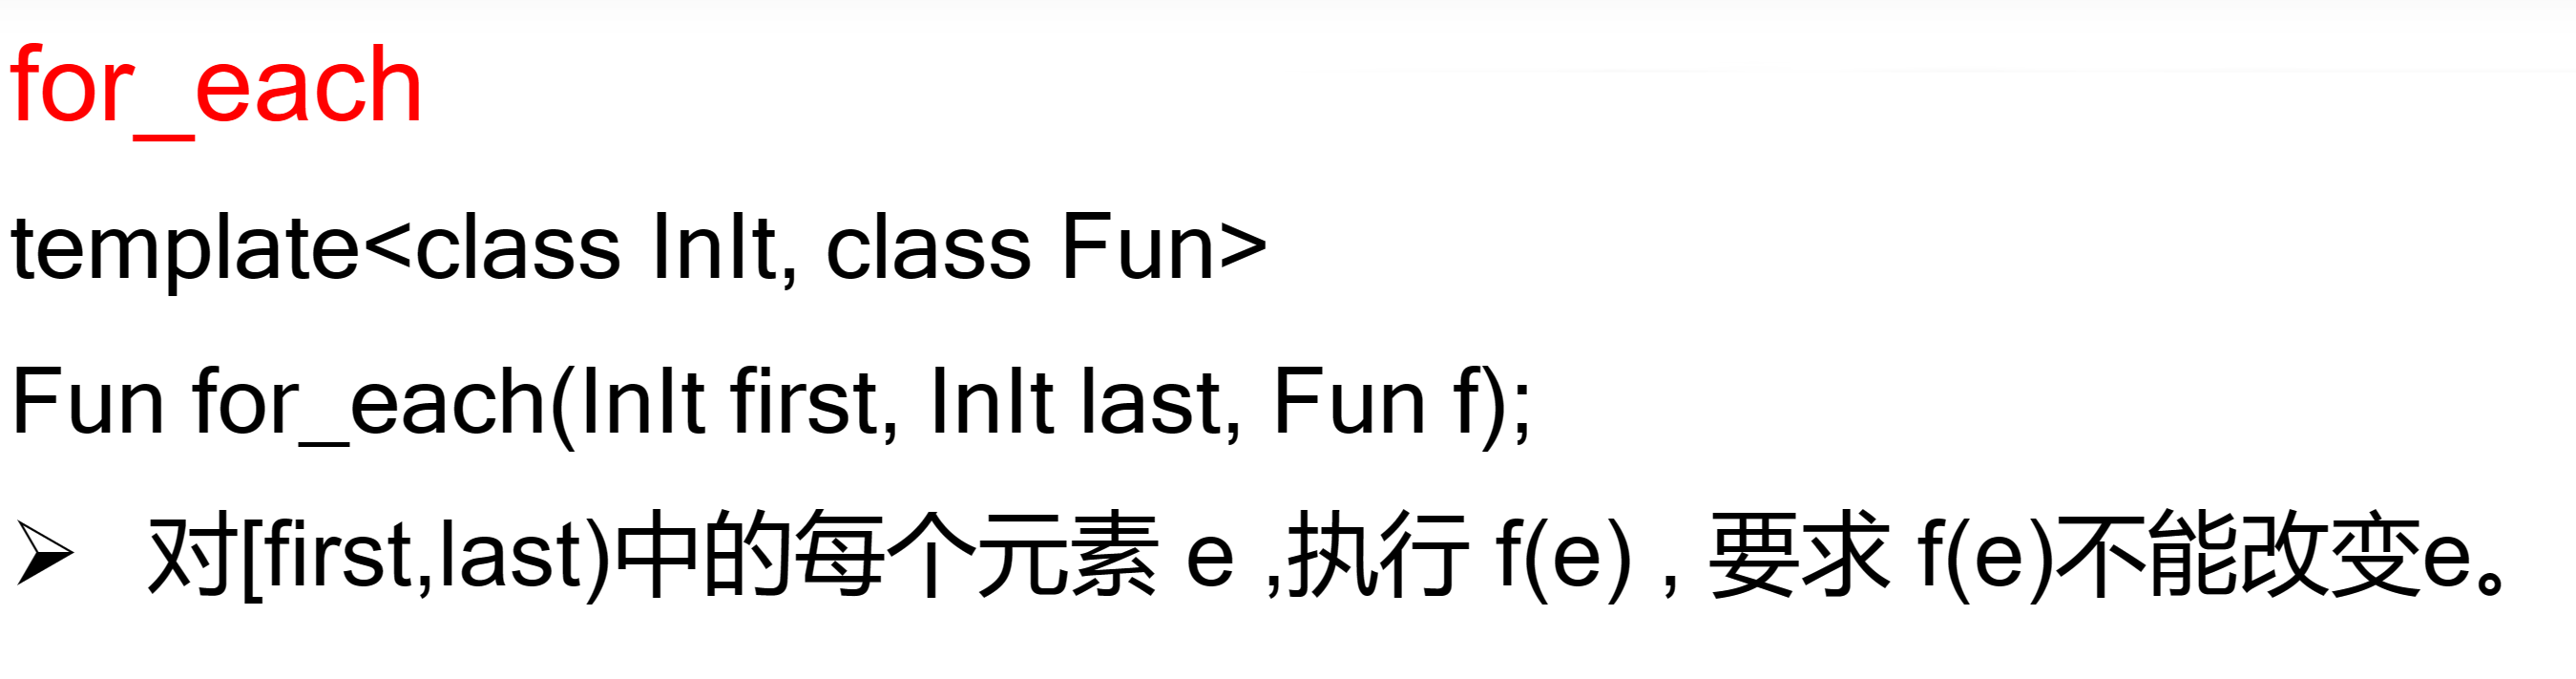 for_each
template<class InIt, class Fun>
Fun for_each(InIt first, InIt last, Fun f);
➢ 对[first,last)中的每个元素 e ,执行 f(e) , 要求 f(e)不能改变e。